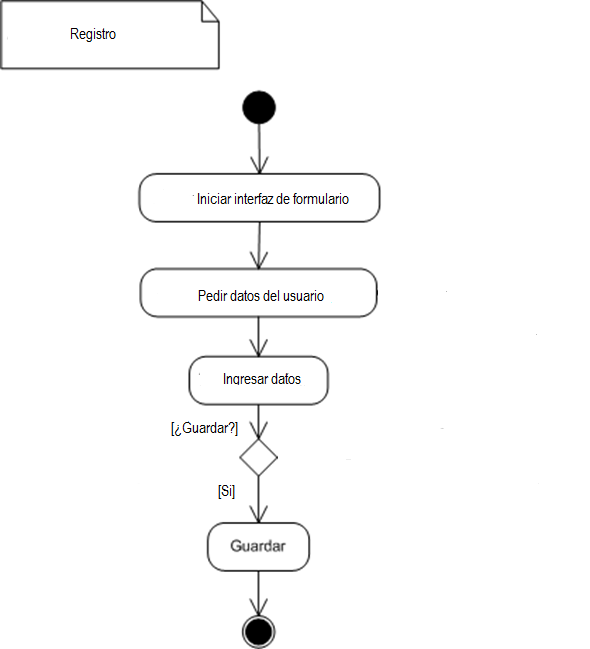 Registro
Iniciar interfaz de formulario
Pedir datos del usuario
Ingresar datos
[¿Guardar?]
[Si]
Guardar